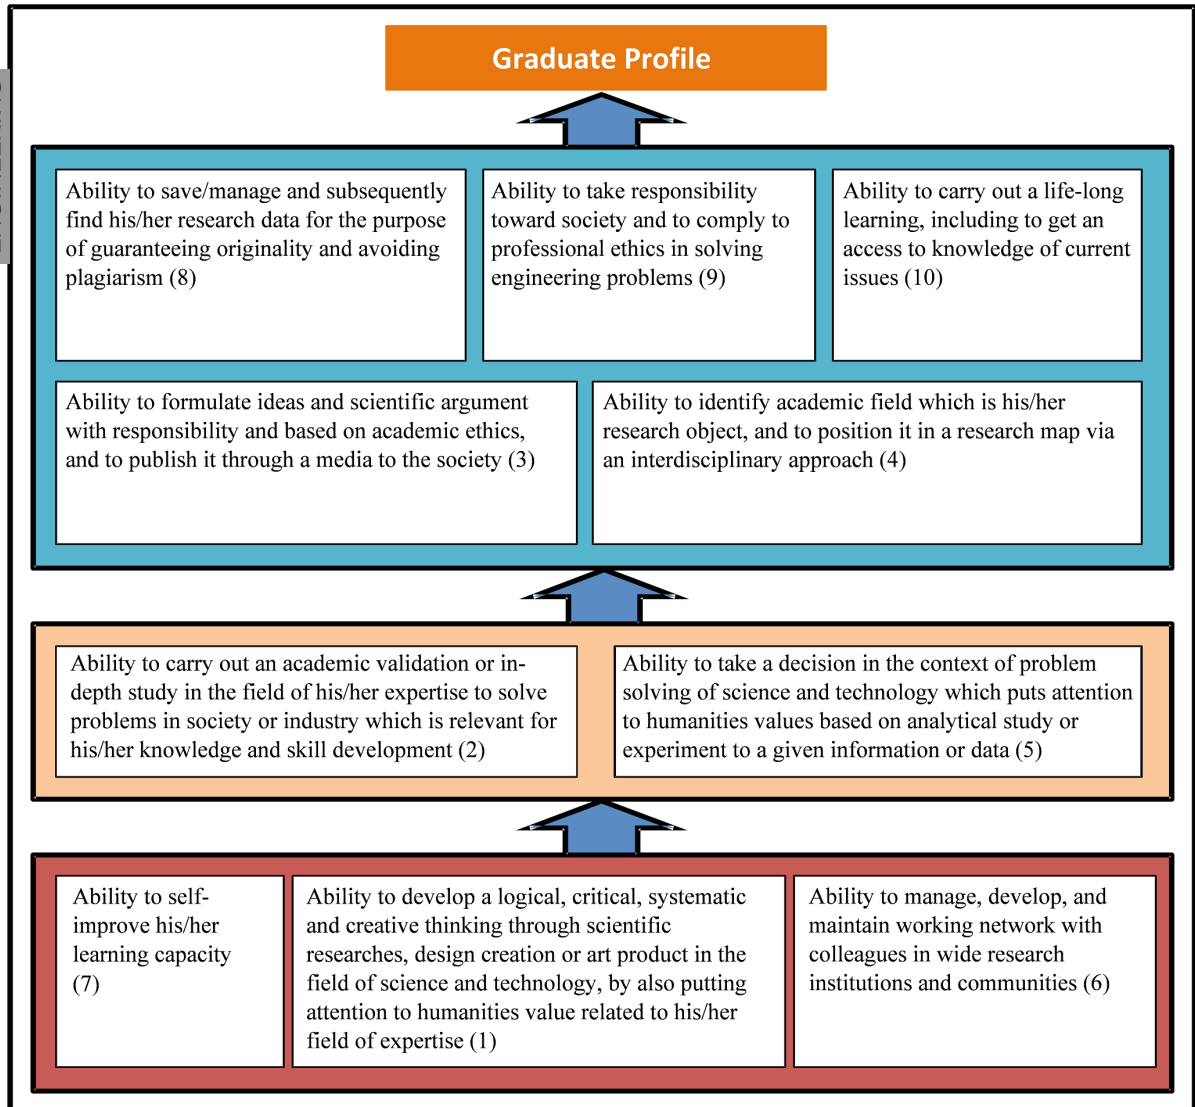 Graduate Profile
Ability to save/manage and subsequently
find his/her research data for the purpose
of guaranteeing originality and avoiding
plagiarism (8)
Ability to take responsibility
toward society and to comply to
professional ethics in solving
engineering problems (9)
Ability to carry out a life-long
learning, including to get an
access to knowledge of current
issues (10)
Ability to formulate ideas and scientific argument
with responsibility and based on academic ethics,
and to publish it through a media to the society (3)
Ability to identify academic field which is his/her
research object, and to position it in a research map via
an interdisciplinary approach (4)
Ability to carry out an academic validation or in-
depth study in the field of his/her expertise to solve
problems in society or industry which is relevant for
his/her knowledge and skill development (2)
Ability to take a decision in the context of problem
solving of science and technology which puts attention
to humanities values based on analytical study or
experiment to a given information or data (5)
Ability to self-
improve his/her
learning capacity
(7)
Ability to develop a logical, critical, systematic
and creative thinking through scientific
researches, design creation or art product in the
field of science and technology, by also putting
attention to humanities value related to his/her
field of expertise (1)
Ability to manage, develop, and
maintain working network with
colleagues in wide research
institutions and communities (6)